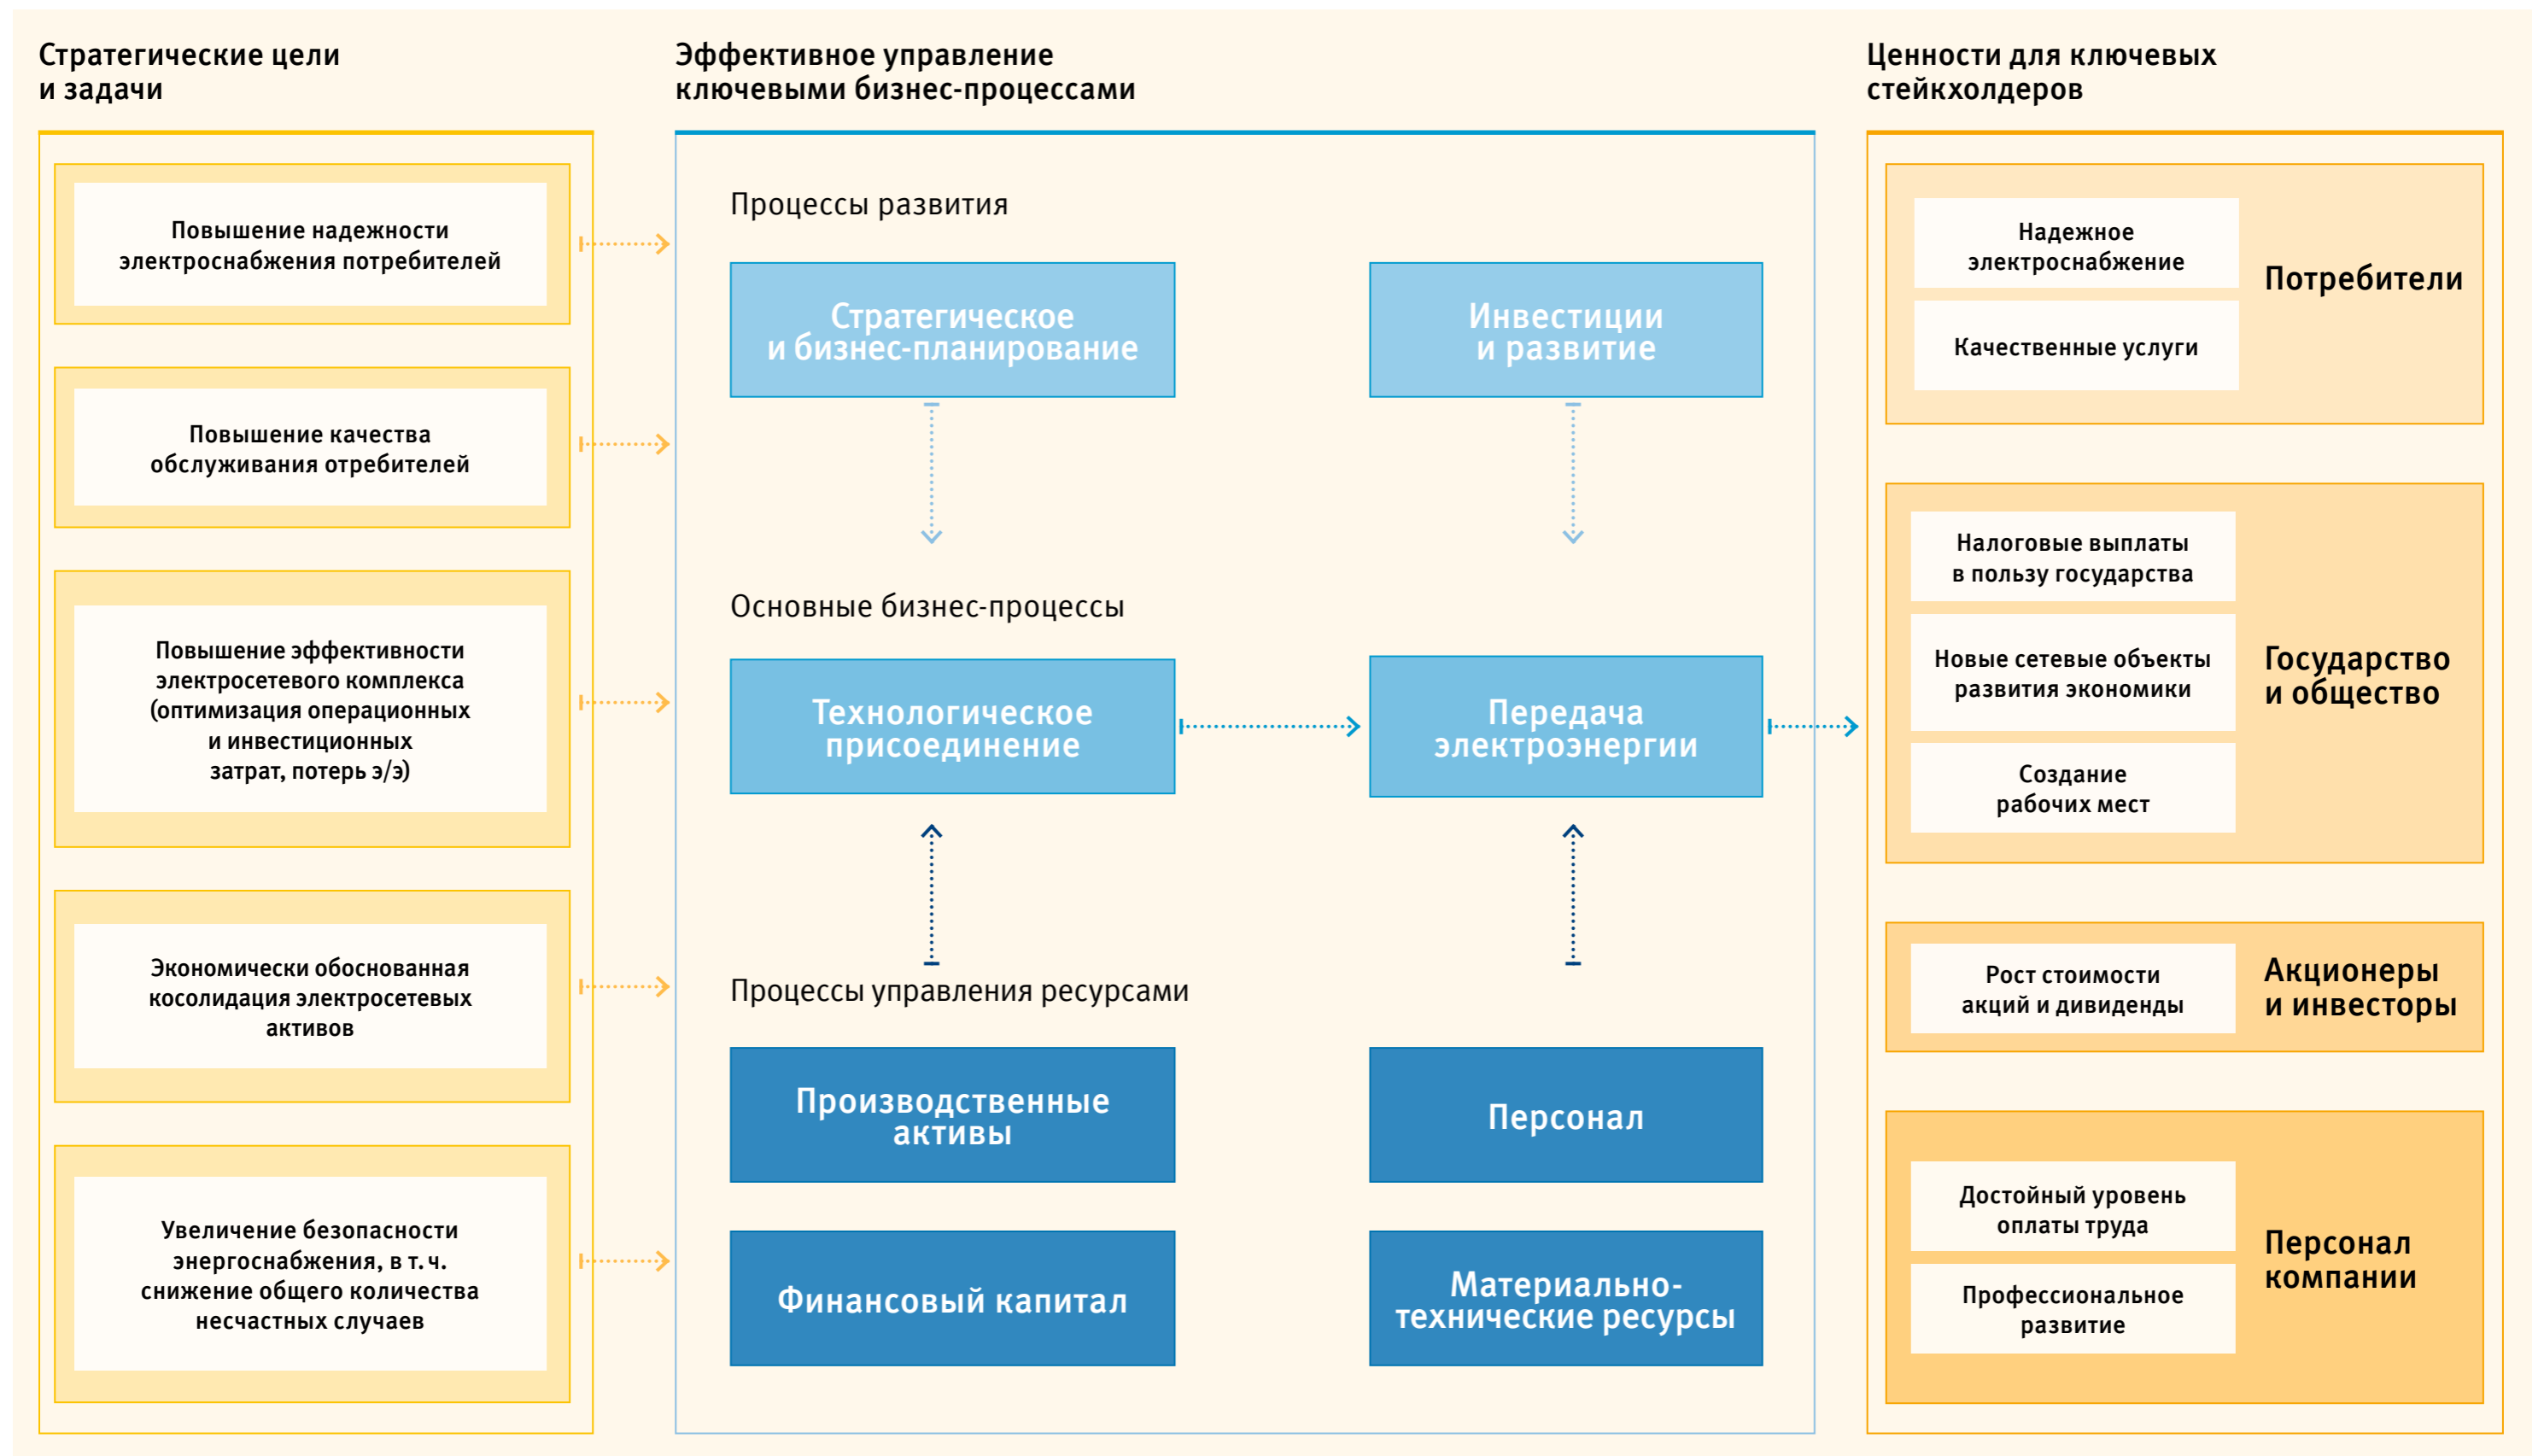 Стратегические цели
и задачи
Повышение надежности
электроснабжения потребителей
Повышение качества
обслуживания отребителей
Повышение эффективности
электросетевого комплекса
(оптимизация операционных
и инвестиционных
затрат, потерь э/э)
Экономически обоснованная
косолидация электросетевых
активов
Увеличение безопасности
энергоснабжения, в т. ч.
снижение общего количества
несчастных случаев
Эффективное управление
ключевыми бизнес-процессами
Процессы развития
Стратегическое
и бизнес-планирование
Инвестиции
и развитие
Основные бизнес-процессы
Технологическое
присоединение
Передача
электроэнергии
Процессы управления ресурсами
Производственные
активы
Персонал
Финансовый капитал
Материально-
технические ресурсы
Ценности для ключевых
стейкхолдеров
Надежное
электроснабжение
Качественные услуги
Потребители
Налоговые выплаты
в пользу государства
Новые сетевые объекты
развития экономики
Создание
рабочих мест
Государство
и общество
Рост стоимости
акций и дивиденды
Акционеры
и инвесторы
Достойный уровень
оплаты труда
Профессиональное
развитие
Персонал
компании